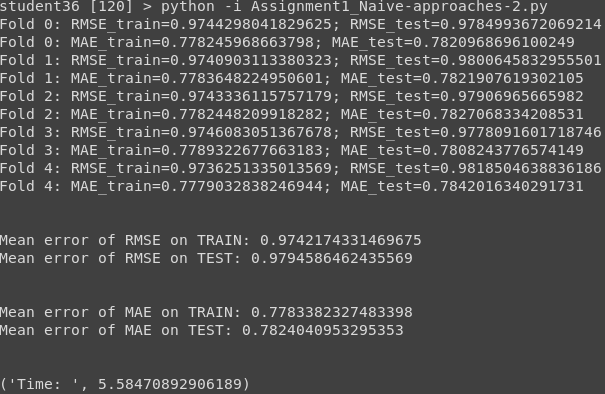 student36 [120] > python -i Assignment1_Naive-approaches-2.py
Fold 0: RMSE_train=0.9744298041829625; RMSE_test=0.9784993672069214
Fold 0: MAE_train=0.778245968663798; MAE_test=0.7820968696100249
Fold 1: RMSE_train=0.9740903113380323; RMSE_test=0.9800645832955501
Fold 1: MAE_train=0.7783648224950601; MAE_test=0.7821907619302105
Fold 2: RMSE_train=0.9743336115757179; RMSE_test=0.97906965665982
Fold 2: MAE_train=0.7782448209918282; MAE_test=0.7827068334208531
Fold 3: RMSE_train=0.9746083051367678; RMSE_test=0.9778091601718746
Fold 3: MAE_train=0.7789322677663183; MAE_test=0.7808243776574149
Fold 4: RMSE_train=0.9736251335013569; RMSE_test=0.9818504638836186
Fold 4: MAE_train=0.7779032838246944; MAE_test=0.7842016340291731
Mean error of RMSE on TRAIN: 0.9742174331469675
Mean error of RMSE on TEST: 0.9794586462435569
Mean error of MAE on TRAIN: 0.7783382327483398
Mean error of MAE on TEST: 0.7824040953295353
('Time: ', 5.58470892906189)